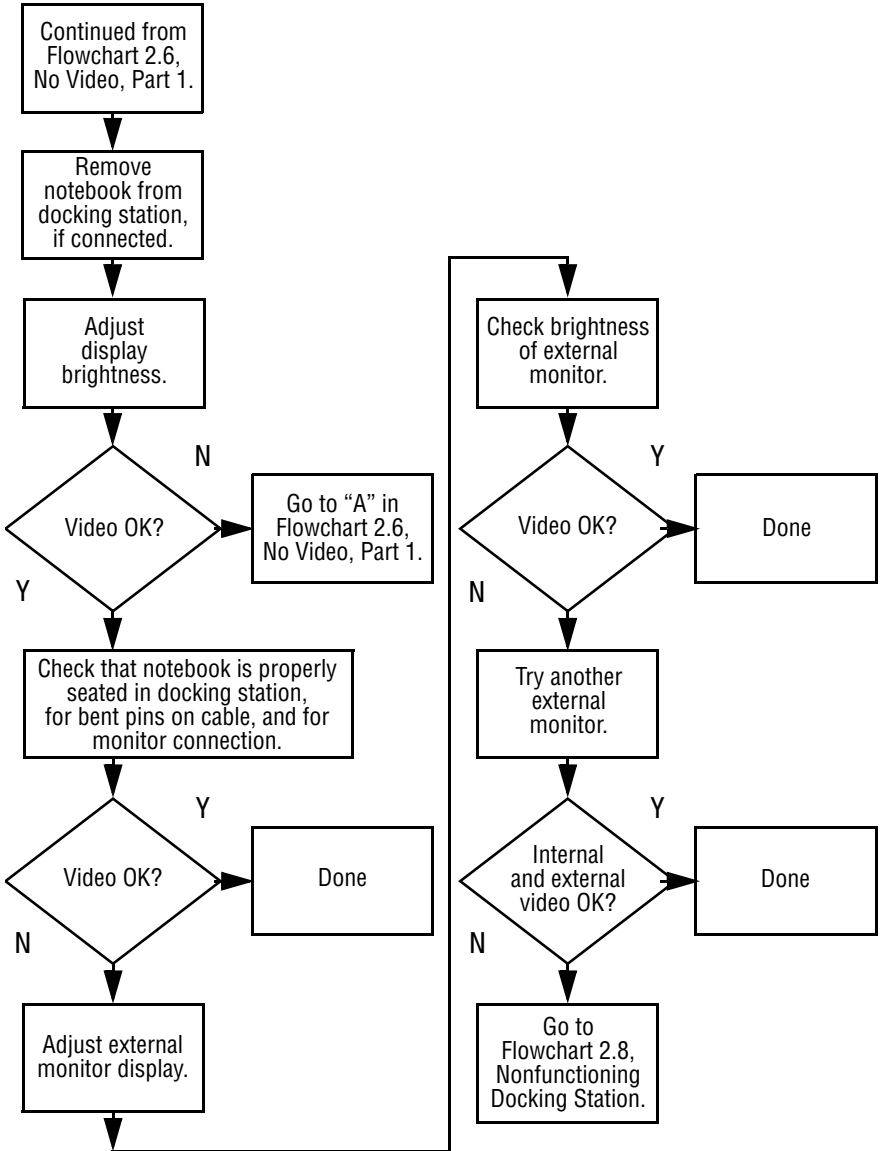 Continued from
Flowchart 2.6,
No Video, Part 1.
Remove
notebook from
docking station,
if connected.
Adjust
display
brightness.
Video OK?
N
Go to “A” in
Flowchart 2.6,
No Video, Part 1.
Y
Check that notebook is properly
seated in docking station,
for bent pins on cable, and for
monitor connection.
Video OK?
Y
Done
N
Adjust external
monitor display.
Check brightness
of external
monitor.
Video OK?
Y
Done
N
Try another
external
monitor.
Internal
and external
video OK?
Y
Done
N
Go to
Flowchart 2.8,
Nonfunctioning
Docking Station.